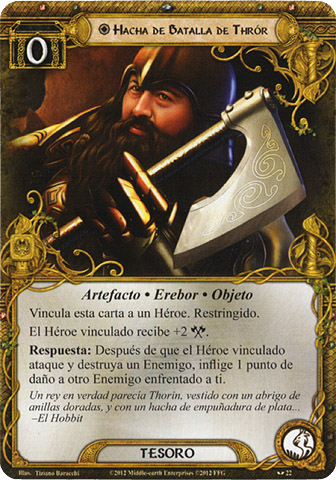 0
Hacha de Batalla de Thrór
Artefacto • Erebor • Objeto
Vincula esta carta a un Héroe. Restringido.
El Héroe vinculado recibe +2 .
Respuesta: Después de que el Héroe vinculado
ataque y destruya un Enemigo, inflige 1 punto de
daño a otro Enemigo enfrentado a ti.
Un rey en verdad parecía Thorin, vestido con un abrigo de
anillas doradas, y con un hacha de empuñadura de plata...
–El Hobbit
TESORO
Illus. Tiziano Baracchi ©2012 Middle-earth Enterprises ©2012 FFG 22